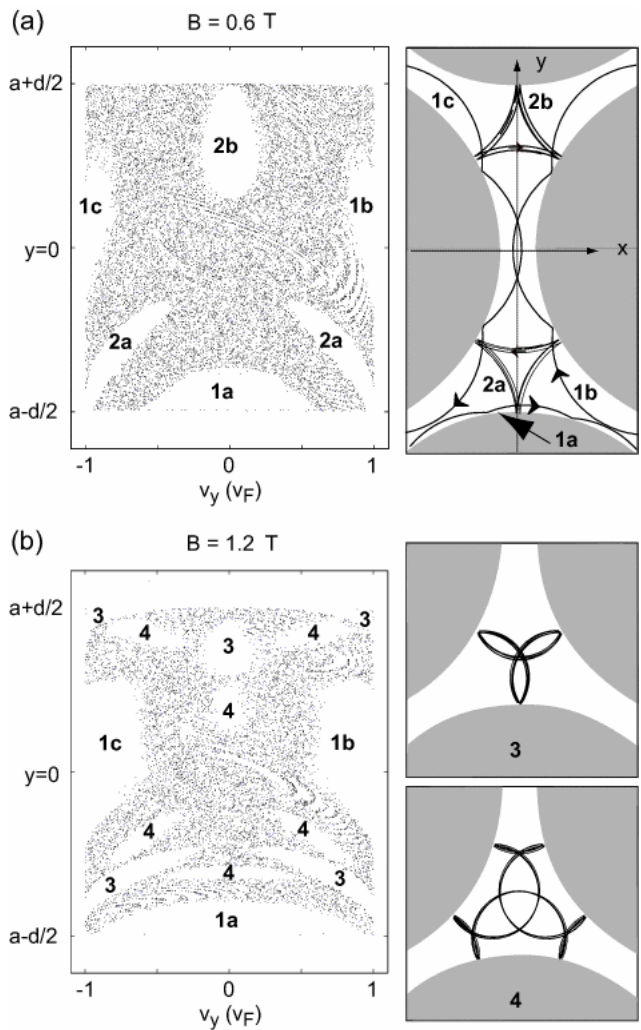 (a)
B = 0.6 T
a+d/2
2b
1c
1b
y=0
2a
2a
1a
a-d/2
-1
0
1
v_y (v_F)
y
1c
2b
x
2a
1b
1a
(b)
B = 1.2 T
a+d/2
3
3
4
4
3
4
1c
1b
y=0
4
4
4
3
3
1a
a-d/2
-1
0
1
v_y (v_F)
3
4